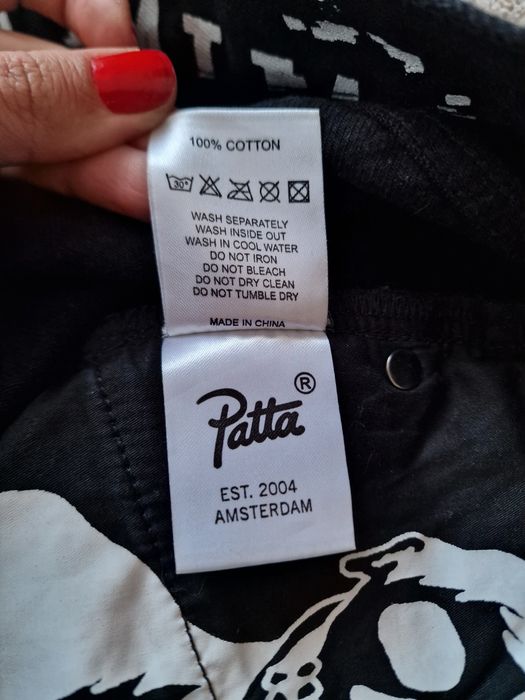 100% COTTON
30°
WASH SEPARATELY
WASH INSIDE OUT
WASH IN COOL WATER
DO NOT IRON
DO NOT BLEACH
DO NOT DRY CLEAN
DO NOT TUMBLE DRY
MADE IN CHINA
Patta®
EST. 2004
AMSTERDAM